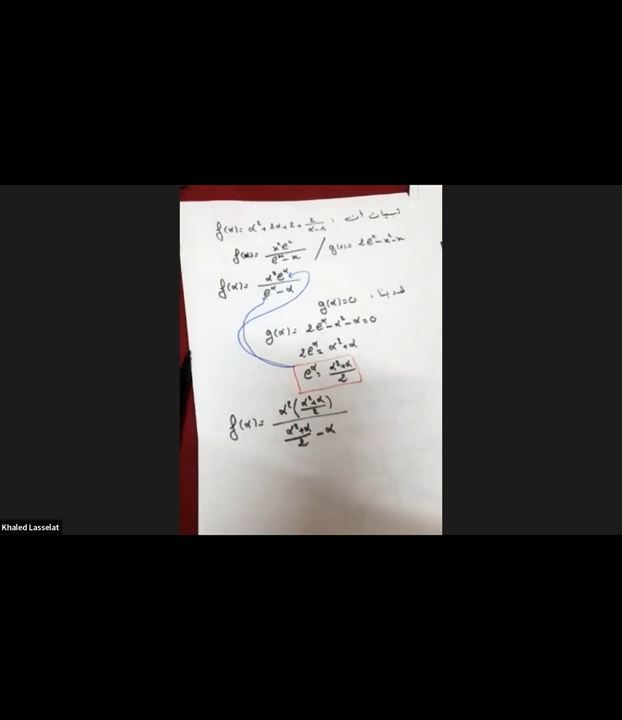 تبيان أن : f(α) = α² + 2α + 2 + 2/(α-1)
f(x) = x²eˣ/(eˣ - x) / g(x) = 2eˣ - x² - x
f(α) = α²e^α/(e^α - α)
لدينا : g(α) = 0
g(α) = 2e^α - α² - α = 0
2e^α = α² + α
e^α = (α² + α)/2
f(α) = α²((α² + α)/2)/((α² + α)/2 - α)
Khaled Lasselat